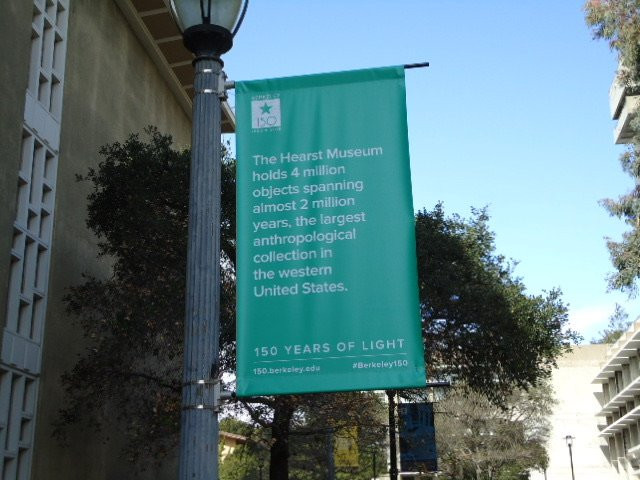 150
The Hearst Museum
holds 4 million
objects spanning
almost 2 million
years, the largest
anthropological
collection in
the western
United States.
150 YEARS OF LIGHT
150.berkeley.edu #Berkeley150